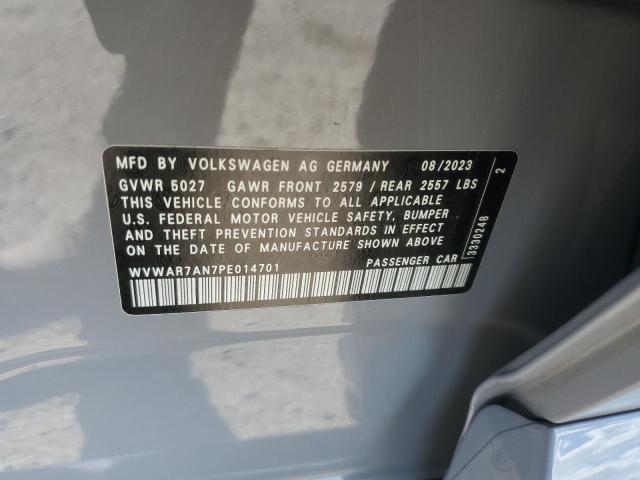 MFD BY VOLKSWAGEN AG GERMANY 08/2023
GVWR 5027 GAWR FRONT 2579 / REAR 2557 LBS
THIS VEHICLE CONFORMS TO ALL APPLICABLE
U.S. FEDERAL MOTOR VEHICLE SAFETY, BUMPER
AND THEFT PREVENTION STANDARDS IN EFFECT
ON THE DATE OF MANUFACTURE SHOWN ABOVE
WVWAR7AN7PE014701 PASSENGER CAR
3330248 2